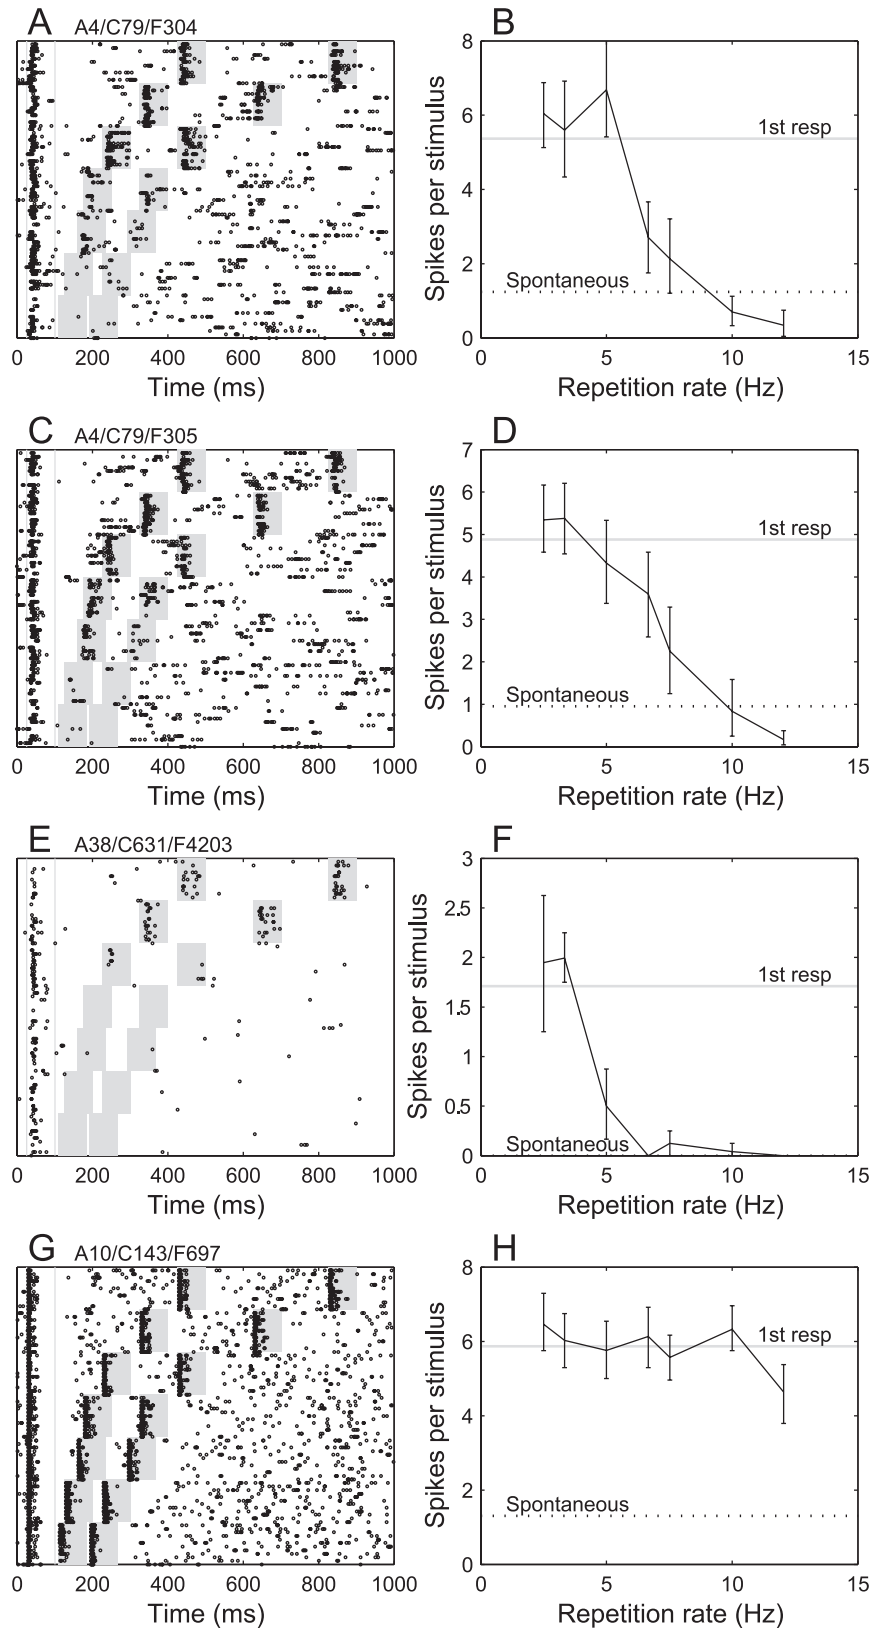 A A4/C79/F304
B
8
6
4
2
0
Spikes per stimulus
1st resp
Spontaneous
0 200 400 600 800 1000
Time (ms)
0 5 10 15
Repetition rate (Hz)
C A4/C79/F305
D
7
6
5
4
3
2
1
0
Spikes per stimulus
1st resp
Spontaneous
0 200 400 600 800 1000
Time (ms)
0 5 10 15
Repetition rate (Hz)
E A38/C631/F4203
F
3
2.5
2
1.5
1
0.5
0
Spikes per stimulus
1st resp
Spontaneous
0 200 400 600 800 1000
Time (ms)
0 5 10 15
Repetition rate (Hz)
G A10/C143/F697
H
8
6
4
2
0
Spikes per stimulus
1st resp
Spontaneous
0 200 400 600 800 1000
Time (ms)
0 5 10 15
Repetition rate (Hz)